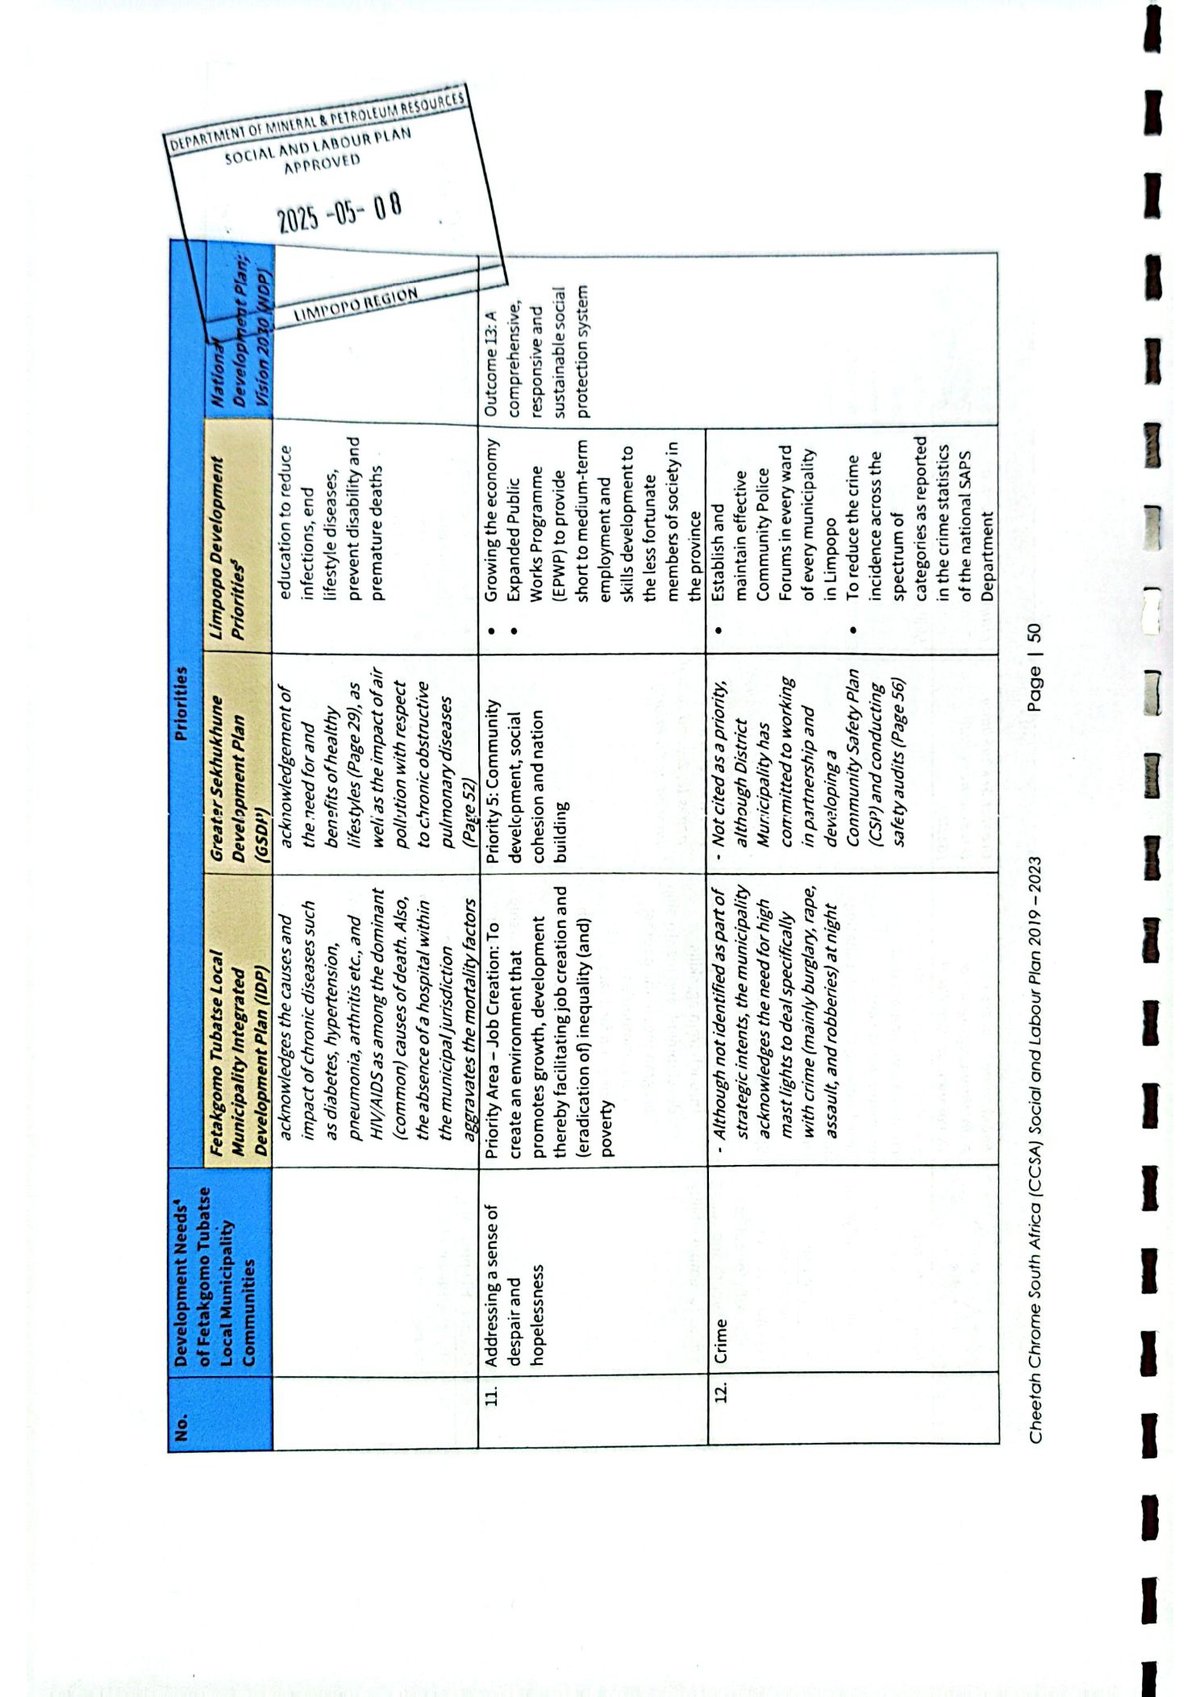 DEPARTMENT OF MINERAL & PETROLEUM RESOURCES
SOCIAL AND LABOUR PLAN
APPROVED
2025 -05- 08
LIMPOPO REGION
No.
Development Needs⁴
of Fetakgomo Tubatse
Local Municipality
Communities
Priorities
Fetakgomo Tubatse Local
Municipality Integrated
Development Plan (IDP)
Greater Sekhukhune
Development Plan
(GSDP)
Limpopo Development
Priorities⁵
National
Development Plan;
Vision 2030 (NDP)
acknowledges the causes and
impact of chronic diseases such
as diabetes, hypertension,
pneumonia, arthritis etc., and
HIV/AIDS as among the dominant
(common) causes of death. Also,
the absence of a hospital within
the municipal jurisdiction
aggravates the mortality factors
acknowledgement of
the need for and
benefits of healthy
lifestyles (Page 29), as
well as the impact of air
pollution with respect
to chronic obstructive
pulmonary diseases
(Page 52)
education to reduce
infections, end
lifestyle diseases,
prevent disability and
premature deaths
11.
Addressing a sense of
despair and
hopelessness
Priority Area – Job Creation: To
create an environment that
promotes growth, development
thereby facilitating job creation and
(eradication of) inequality (and)
poverty
Priority 5: Community
development, social
cohesion and nation
building
• Growing the economy
• Expanded Public
Works Programme
(EPWP) to provide
short to medium-term
employment and
skills development to
the less fortunate
members of society in
the province
Outcome 13: A
comprehensive,
responsive and
sustainable social
protection system
12.
Crime
- Although not identified as part of
strategic intents, the municipality
acknowledges the need for high
mast lights to deal specifically
with crime (mainly burglary, rape,
assault, and robberies) at night
- Not cited as a priority,
although District
Municipality has
committed to working
in partnership and
developing a
Community Safety Plan
(CSP) and conducting
safety audits (Page 56)
• Establish and
maintain effective
Community Police
Forums in every ward
of every municipality
in Limpopo
• To reduce the crime
incidence across the
spectrum of
categories as reported
in the crime statistics
of the national SAPS
Department
Cheetah Chrome South Africa (CCSA) Social and Labour Plan 2019 – 2023
Page | 50